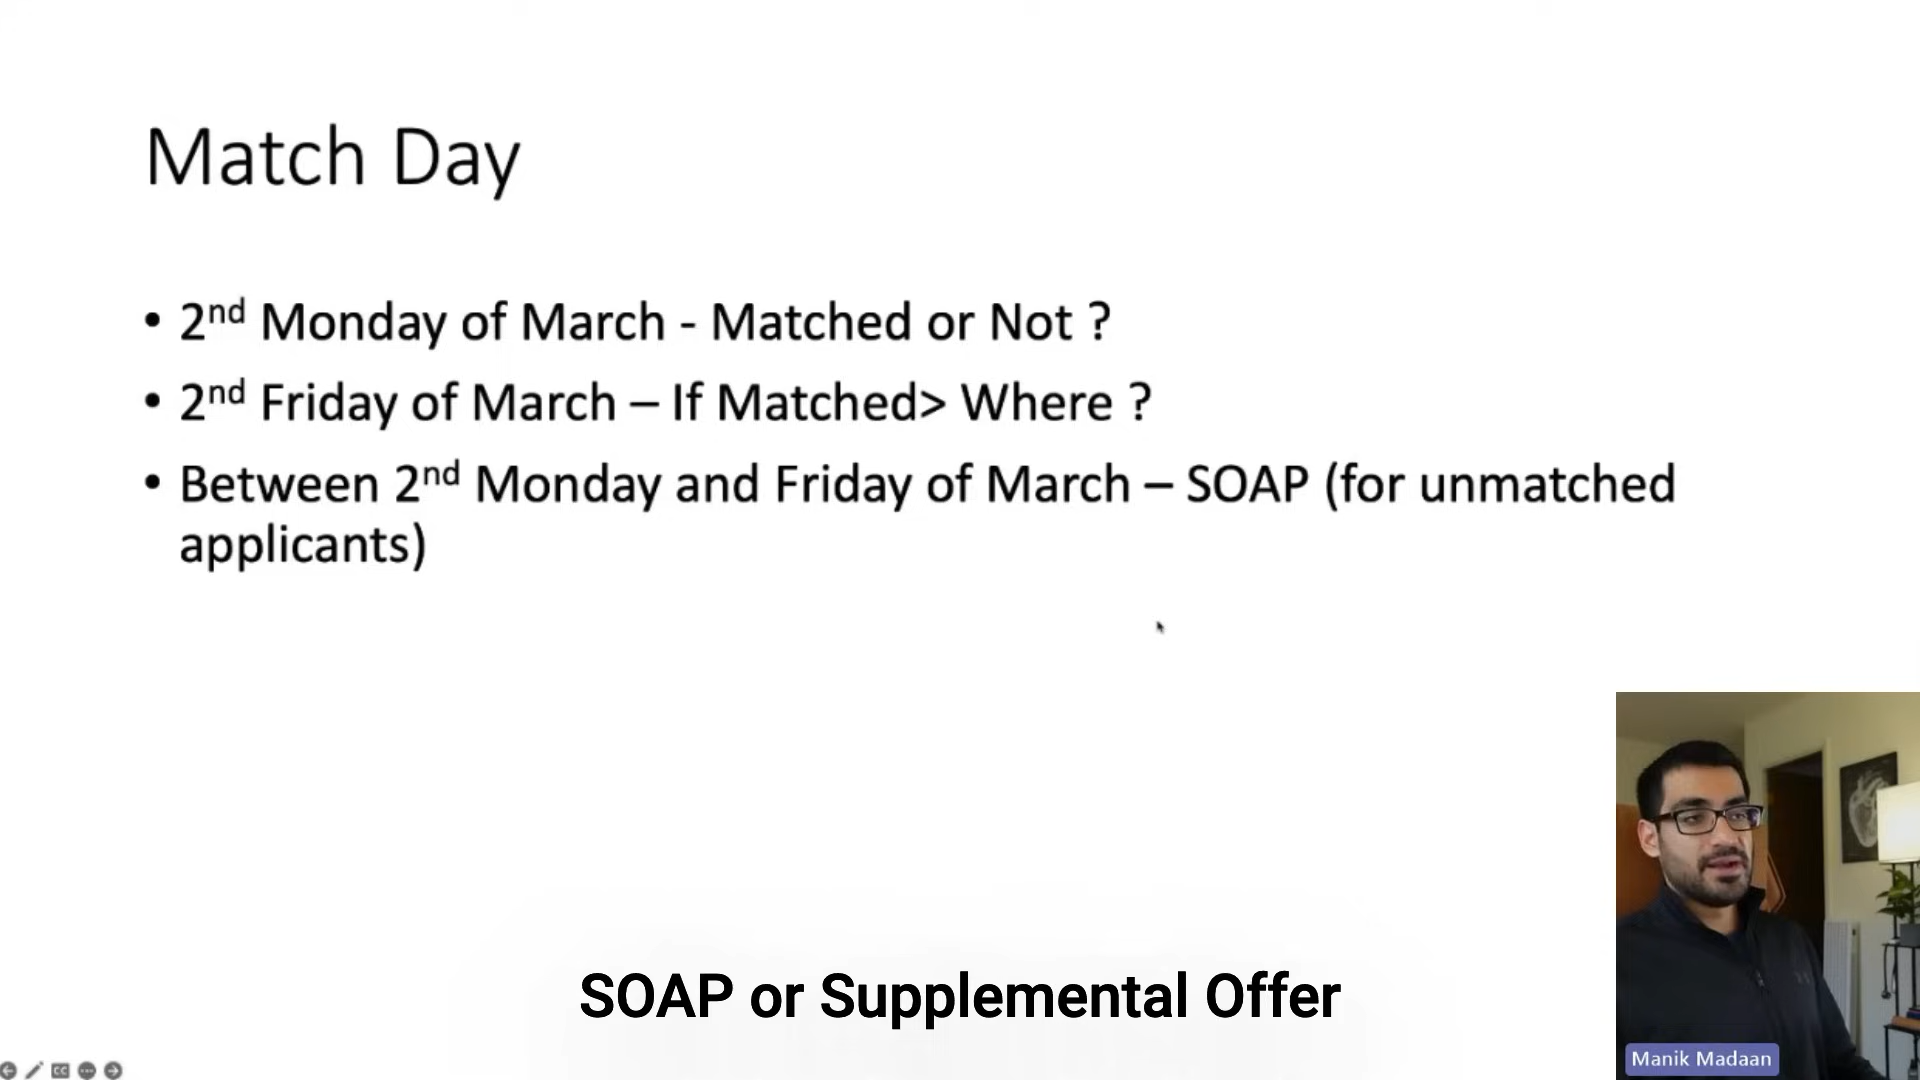 Match Day
• 2nd Monday of March - Matched or Not ?
• 2nd Friday of March – If Matched> Where ?
• Between 2nd Monday and Friday of March – SOAP (for unmatched
applicants)
SOAP or Supplemental Offer
Manik Madaan
CC